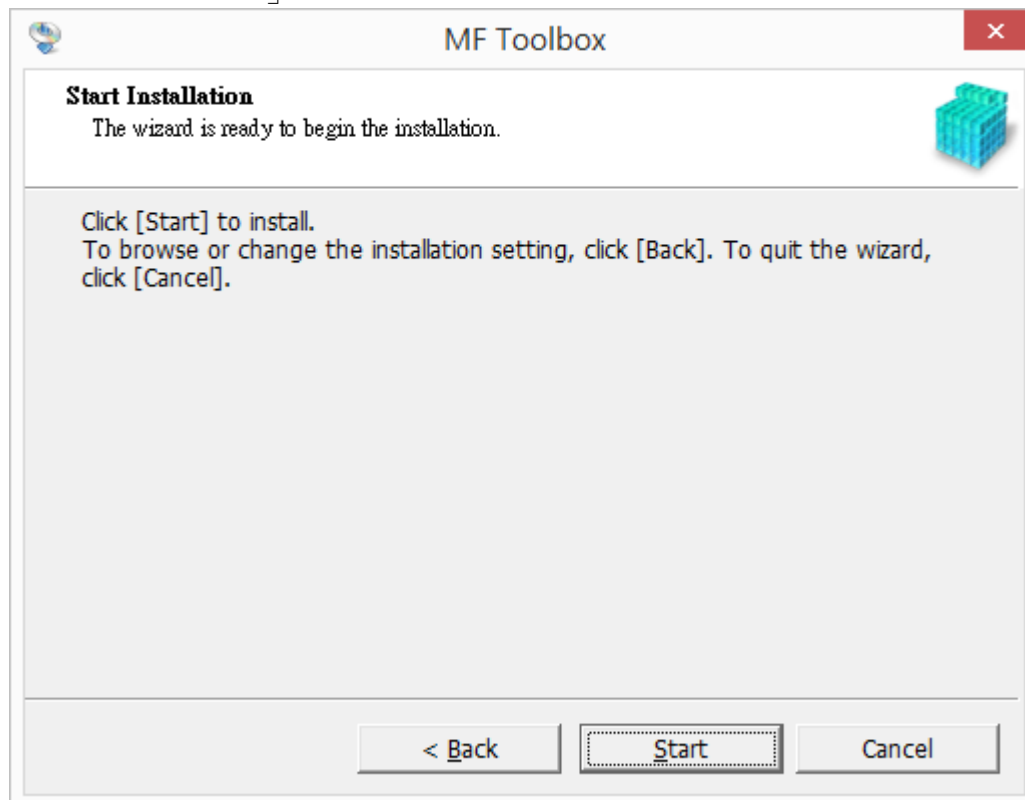 MF Toolbox
Start Installation
The wizard is ready to begin the installation.
Click [Start] to install.
To browse or change the installation setting, click [Back]. To quit the wizard,
click [Cancel].
< Back
Start
Cancel